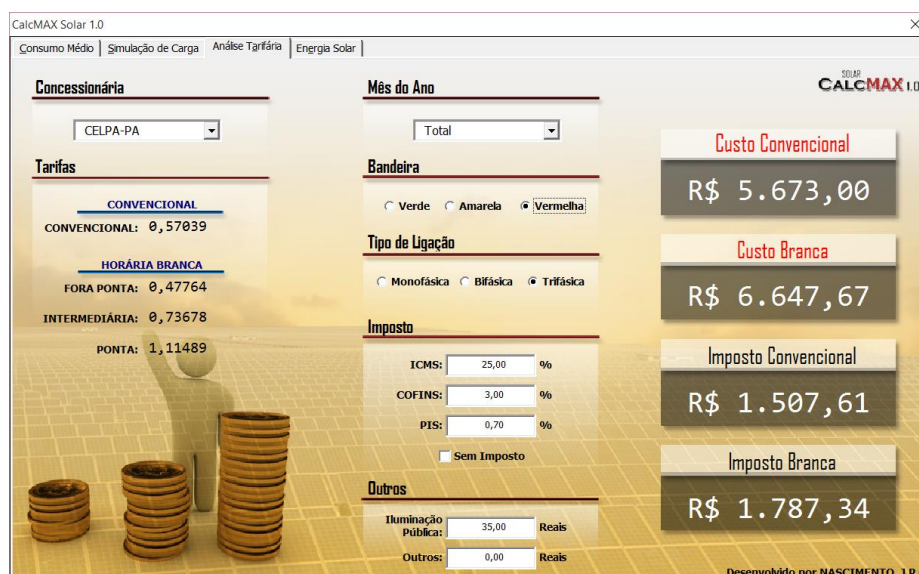 CalcMAX Solar 1.0
Consumo Médio
Simulação de Carga
Análise Tarifária
Energia Solar
Concessionária
CELPA-PA
Tarifas
CONVENCIONAL
CONVENCIONAL: 0,57039
HORÁRIA BRANCA
FORA PONTA: 0,47764
INTERMEDIÁRIA: 0,73678
PONTA: 1,11489
Mês do Ano
Total
Bandeira
Verde Amarela Vermelha
Tipo de Ligação
Monofásica Bifásica Trifásica
Imposto
ICMS: 25,00 %
COFINS: 3,00 %
PIS: 0,70 %
Sem Imposto
Outros
Iluminação
Pública: 35,00 Reais
Outros: 0,00 Reais
SOLAR
CALCMAX 1.0
Custo Convencional
R$ 5.673,00
Custo Branca
R$ 6.647,67
Imposto Convencional
R$ 1.507,61
Imposto Branca
R$ 1.787,34
Desenvolvido por NASCIMENTO, J.R